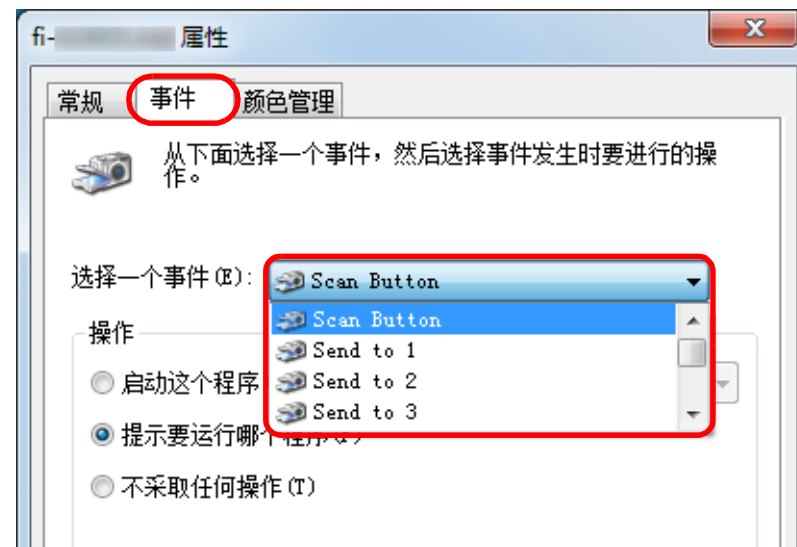 fi- 属性
常规 事件 颜色管理
从下面选择一个事件，然后选择事件发生时要进行的操
作。
选择一个事件(E): Scan Button
Scan Button
操作
Send to 1
启动这个程序 Send to 2
Send to 3
提示要运行哪个程序(P)
不采取任何操作(T)